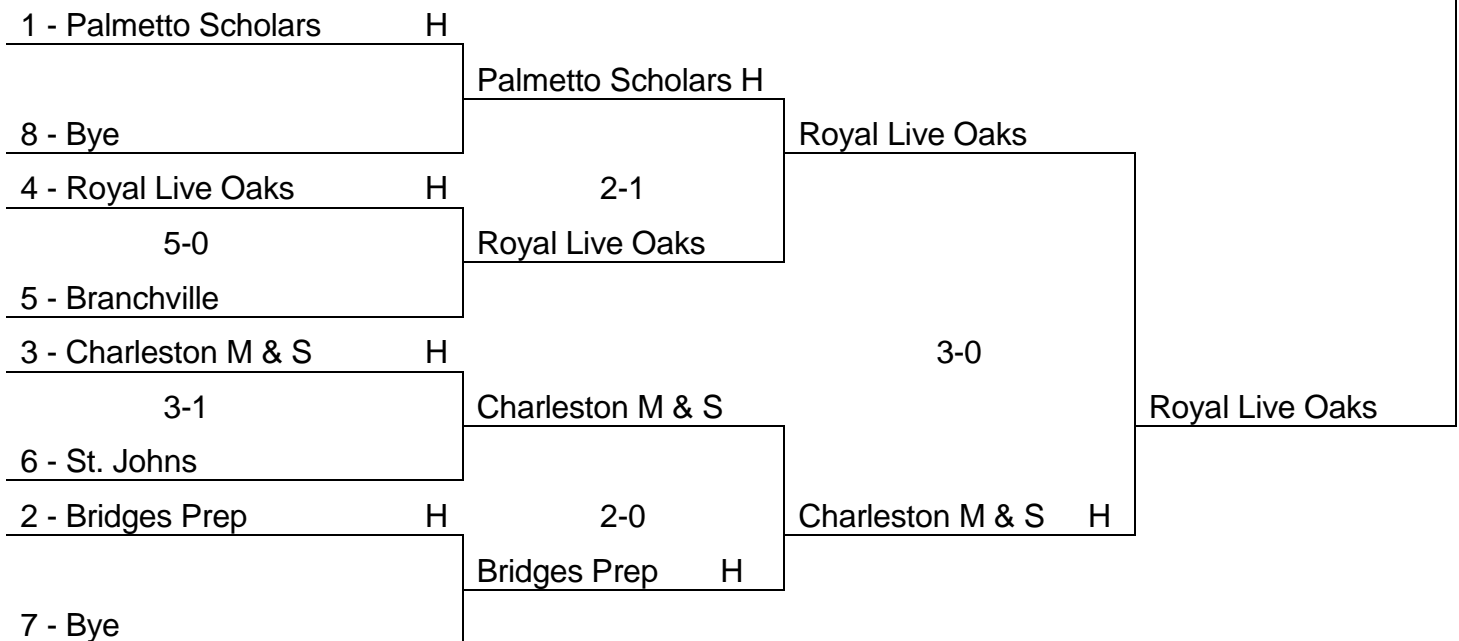 1 - Palmetto Scholars H
Palmetto Scholars H
8 - Bye
Royal Live Oaks
4 - Royal Live Oaks H
2-1
5-0
Royal Live Oaks
5 - Branchville
3 - Charleston M & S H
3-0
3-1
Charleston M & S
Royal Live Oaks
6 - St. Johns
2 - Bridges Prep H
2-0
Charleston M & S H
Bridges Prep H
7 - Bye